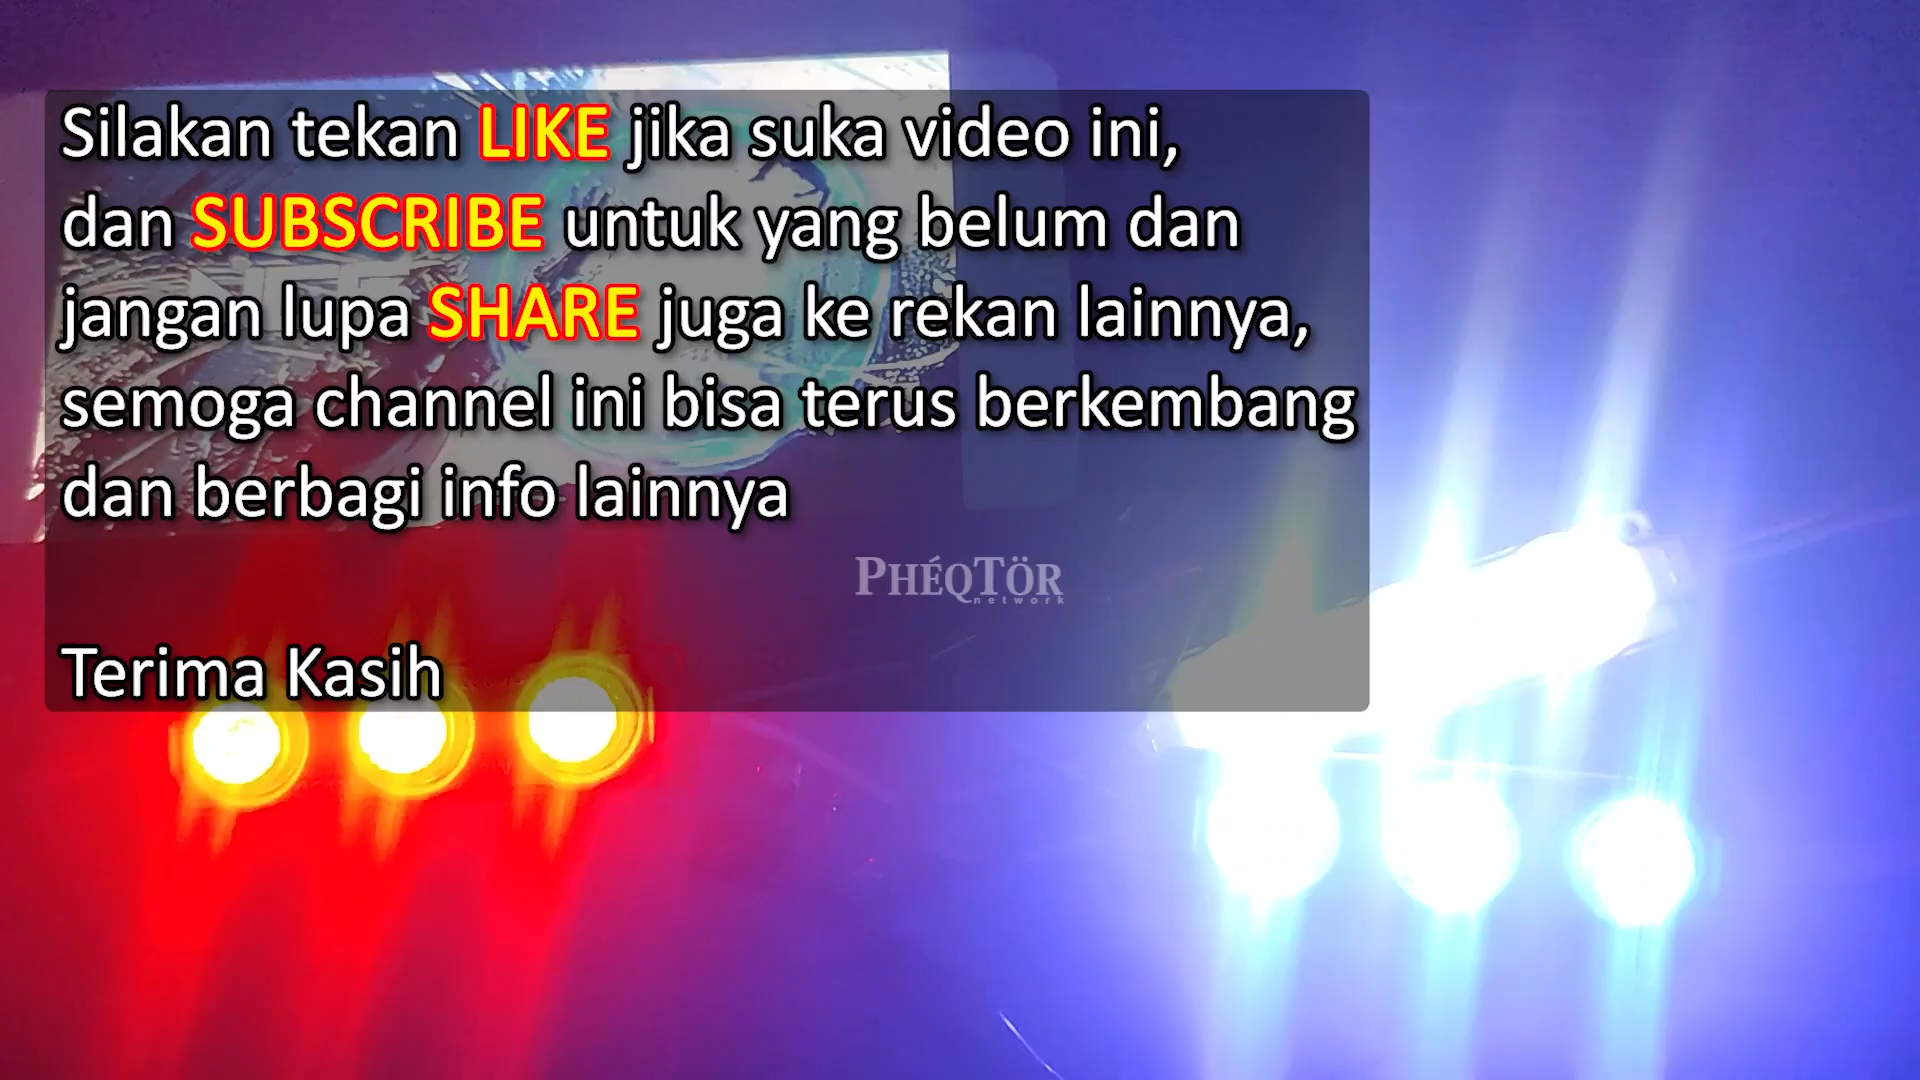 Silakan tekan LIKE jika suka video ini,
dan SUBSCRIBE untuk yang belum dan
jangan lupa SHARE juga ke rekan lainnya,
semoga channel ini bisa terus berkembang
dan berbagi info lainnya
PHÉQTÖR
network
Terima Kasih